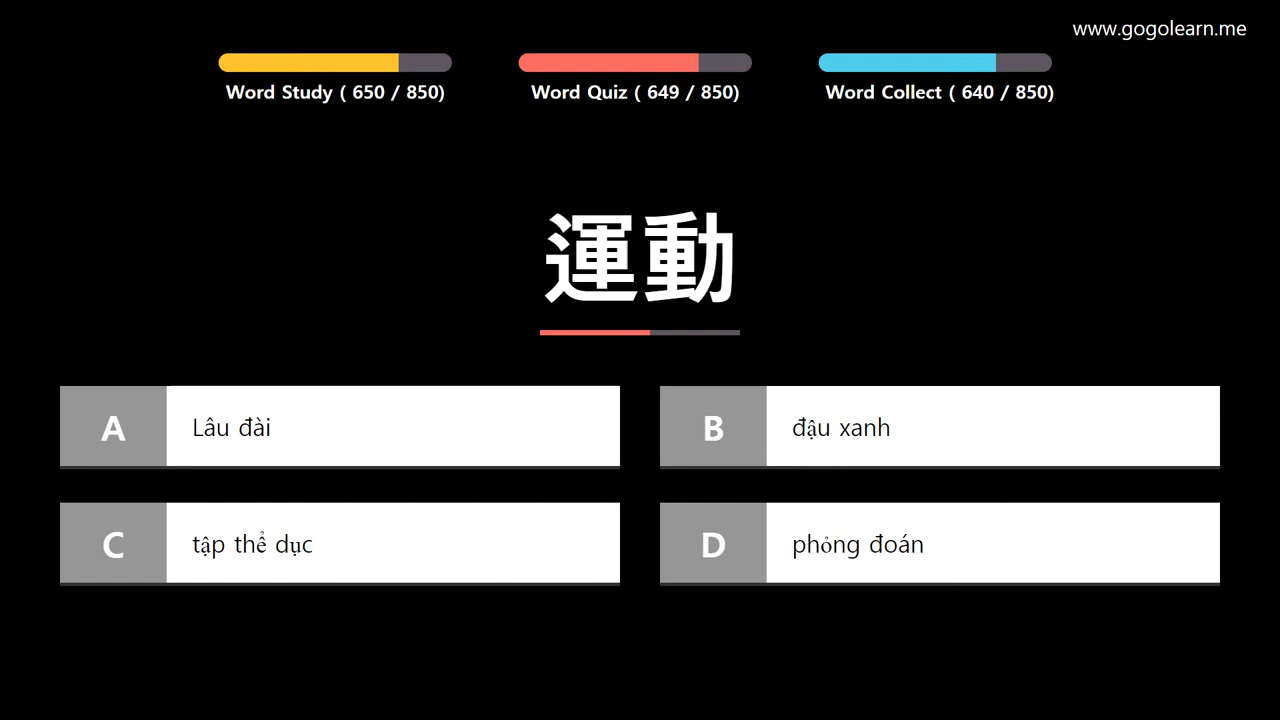 www.gogolearn.me
Word Study ( 650 / 850)
Word Quiz ( 649 / 850)
Word Collect ( 640 / 850)
運動
A
Lâu đài
B
đậu xanh
C
tập thể dục
D
phỏng đoán